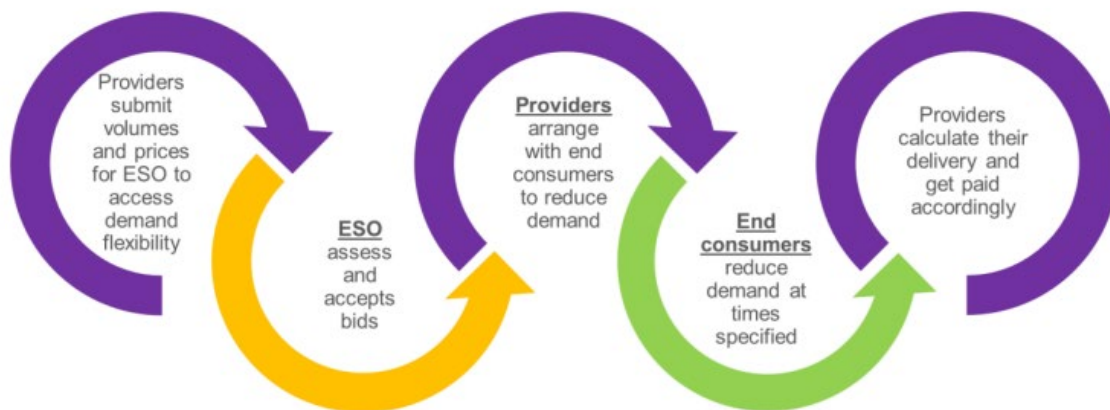 Providers
submit
volumes
and prices
for ESO to
access
demand
flexibility
ESO
assess
and
accepts
bids
Providers
arrange
with end
consumers
to reduce
demand
End
consumers
reduce
demand at
times
specified
Providers
calculate their
delivery and
get paid
accordingly